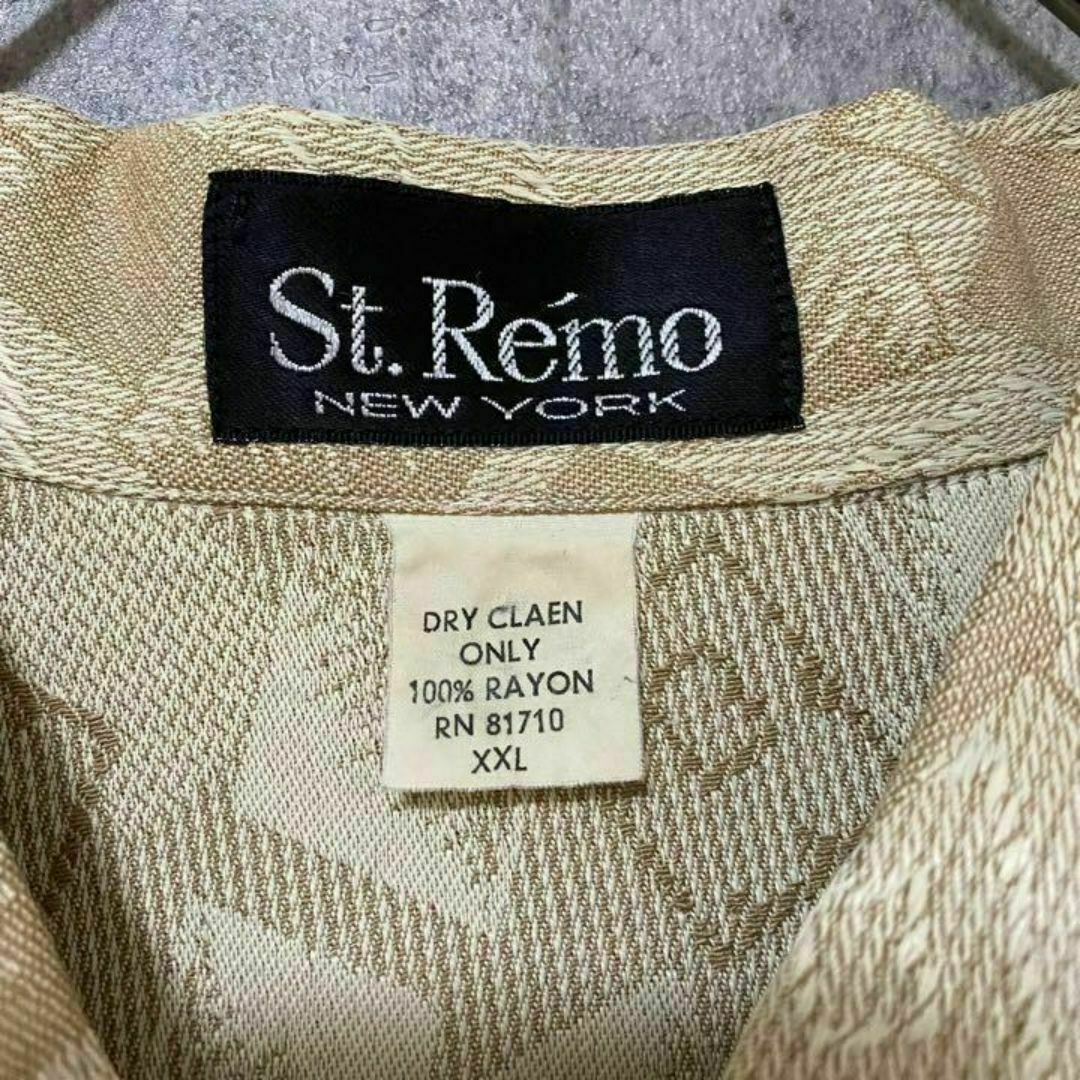 St. Rémo
NEW YORK
DRY CLAEN
ONLY
100% RAYON
RN 81710
XXL